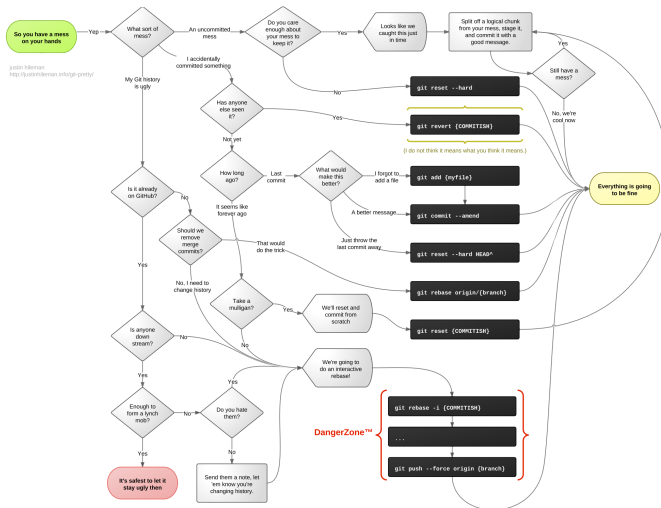 So you have a mess
on your hands
Yep
What sort of
mess?
An uncommitted
mess
Do you care
enough about
your mess to
keep it?
Yes
Looks like we
caught this just
in time
Split off a logical chunk
from your mess, stage it,
and commit it with a
good message.
Yes
Still have a
mess?
No, we're
cool now
justin hileman
http://justinhileman.info/git-pretty/
My Git history
is ugly
I accidentally
committed something
No
git reset --hard
Has anyone
else seen
it?
Yes
git revert {COMMITISH}
(I do not think it means what you think it means.)
Not yet
How long
ago?
Last
commit
What would
make this
better?
I forgot to
add a file
git add {myfile}
A better message
git commit --amend
Just throw the
last commit away
git reset --hard HEAD^
Everything is going
to be fine
Is it already
on GitHub?
No
It seems like
forever ago
Should we
remove
merge
commits?
That would
do the trick
git rebase origin/{branch}
Yes
No, I need to
change history
Take a
mulligan?
Yes
We'll reset and
commit from
scratch
git reset {COMMITISH}
No
Is anyone
down
stream?
No
We're going to
do an interactive
rebase!
Yes
Yes
Enough to
form a lynch
mob?
No
Do you hate
them?
DangerZone™
git rebase -i {COMMITISH}
...
git push --force origin {branch}
Yes
No
It's safest to let it
stay ugly then
Send them a note, let
'em know you're
changing history.